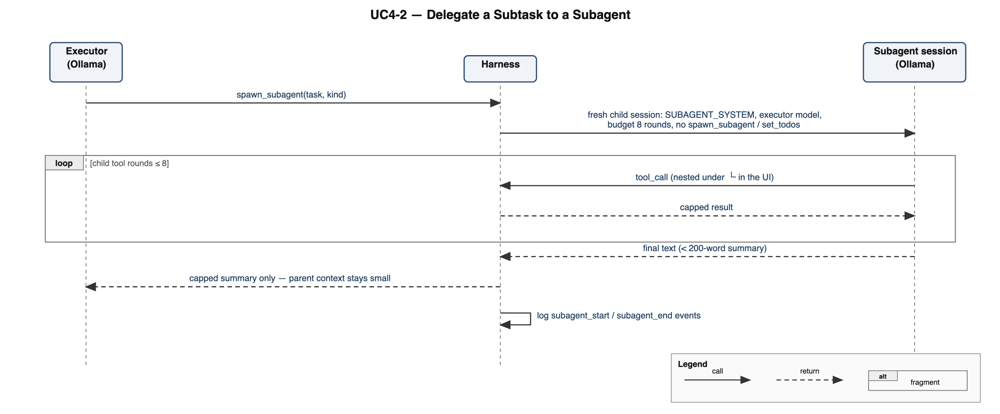 UC4-2 — Delegate a Subtask to a Subagent
Executor
(Ollama)
Harness
Subagent session
(Ollama)
spawn_subagent(task, kind)
fresh child session: SUBAGENT_SYSTEM, executor model,
budget 8 rounds, no spawn_subagent / set_todos
loop
[child tool rounds ≤ 8]
tool_call (nested under └ in the UI)
capped result
final text (< 200-word summary)
capped summary only — parent context stays small
log subagent_start / subagent_end events
Legend
call
return
alt
fragment